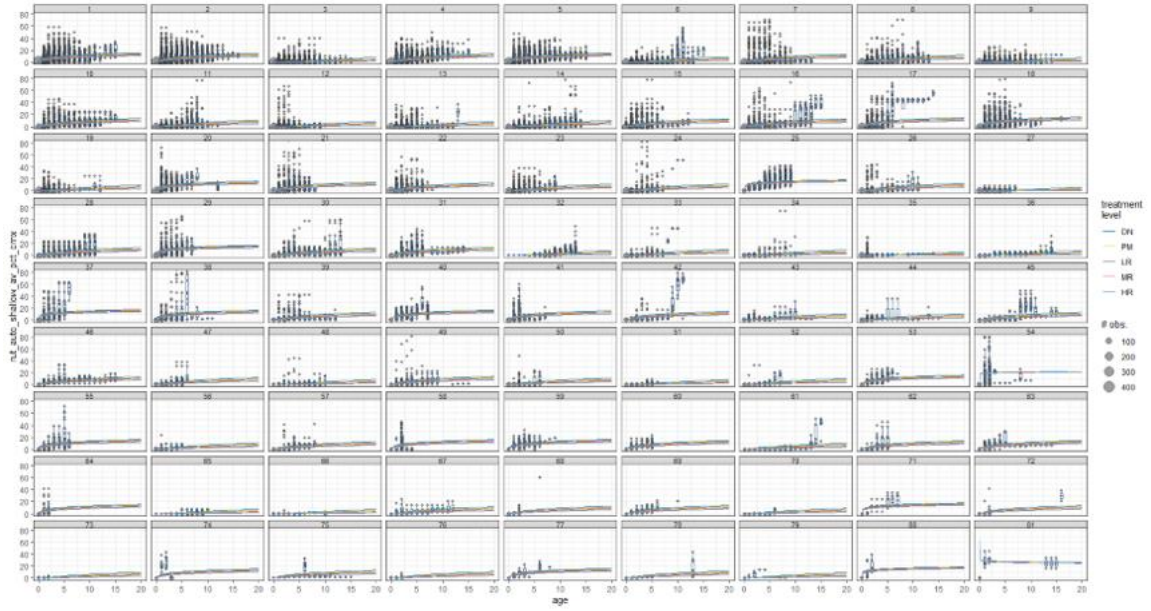 1 2 3 4 5 6 7 8 9
10 11 12 13 14 15 16 17 18
19 20 21 22 23 24 25 26 27
28 29 30 31 32 33 34 35 36
37 38 39 40 41 42 43 44 45
46 47 48 49 50 51 52 53 54
55 56 57 58 59 60 61 62 63
64 65 66 67 68 69 70 71 72
73 74 75 76 77 78 79 80 81
80
60
40
20
0
rut_auto_shallow_av_pct_cmx
0 5 10 15 20
age
treatment
level
DN
PM
LR
MR
HR
# obs.
100
200
300
400